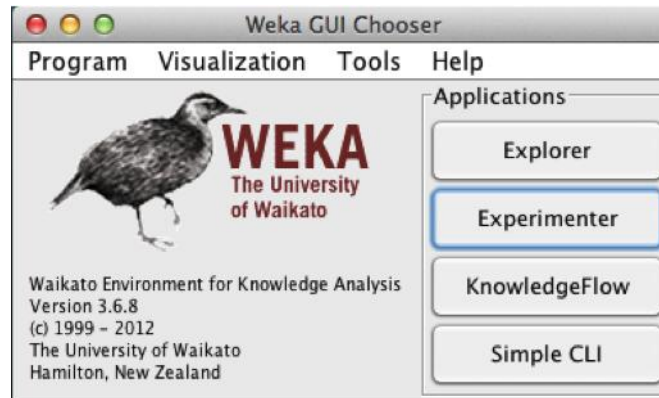 Weka GUI Chooser
Program Visualization Tools Help
WEKA
The University
of Waikato
Waikato Environment for Knowledge Analysis
Version 3.6.8
(c) 1999 - 2012
The University of Waikato
Hamilton, New Zealand
Applications
Explorer
Experimenter
KnowledgeFlow
Simple CLI